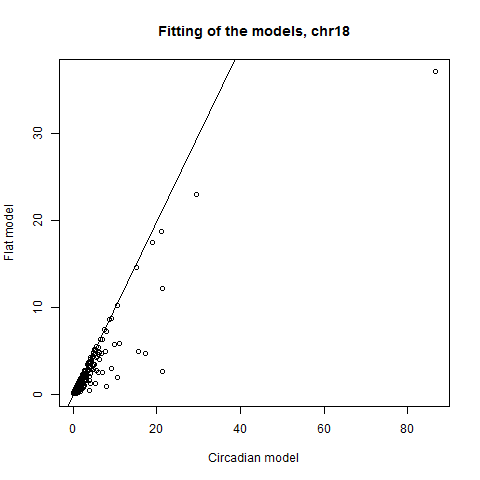 Fitting of the models, chr18
Flat model
30
20
10
0
0 20 40 60 80
Circadian model